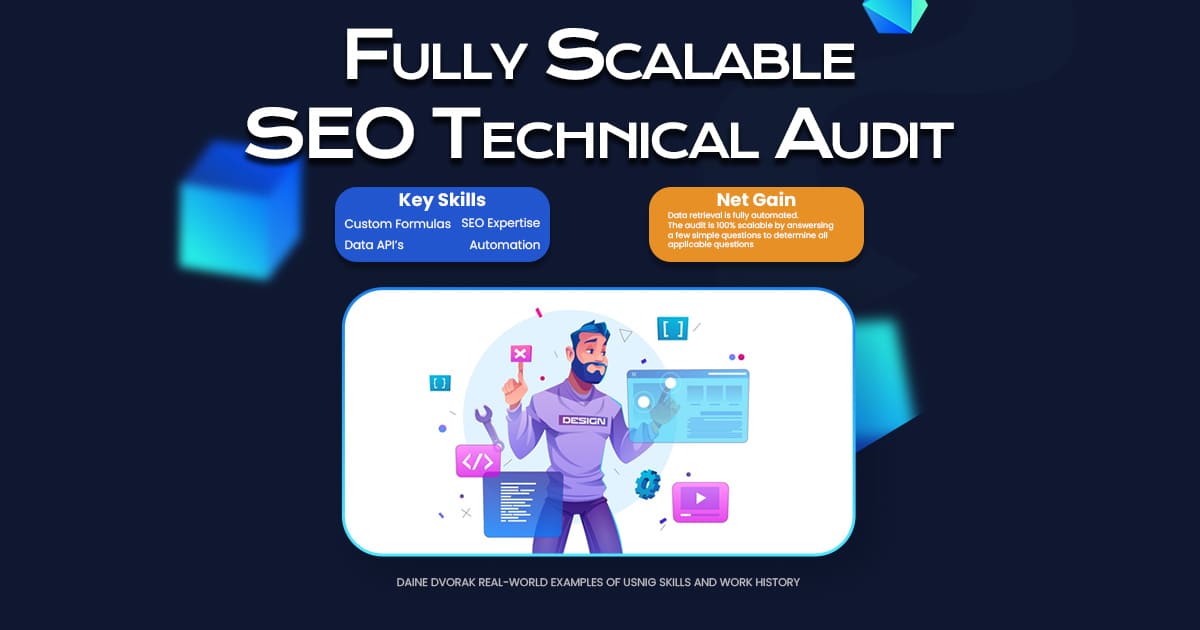 FULLY SCALABLE
SEO TECHNICAL AUDIT
Key Skills
Custom Formulas SEO Expertise
Data API's Automation
Net Gain
Data retrieval is fully automated.
The audit is 100% scalable by answersing
a few simple questions to determine all
applicable questions
[ ]
[ ]
DESIGN
</>
DAINE DVORAK REAL-WORLD EXAMPLES OF USNIG SKILLS AND WORK HISTORY